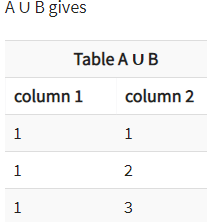 A ∪ B gives
Table A ∪ B
column 1 column 2
1 1
1 2
1 3